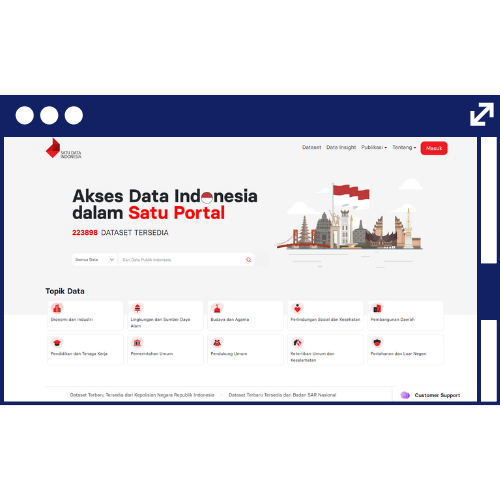 SATU DATA
INDONESIA
Dataset Data Insight Publikasi Tentang Masuk
Akses Data Indonesia
dalam Satu Portal
223898 DATASET TERSEDIA
Semua Data Cari Data Publik Indonesia
Topik Data
Ekonomi dan Industri
Lingkungan dan Sumber Daya
Alam
Budaya dan Agama
Perlindungan Sosial dan Kesehatan
Pembangunan Daerah
Pendidikan dan Tenaga Kerja
Pemerintahan Umum
Pendukung Umum
Ketertiban Umum dan
Keselamatan
Pertahanan dan Luar Negeri
Dataset Terbaru Tersedia dari Kepolisian Negara Republik Indonesia
Dataset Terbaru Tersedia dari Badan SAR Nasional
Customer Support